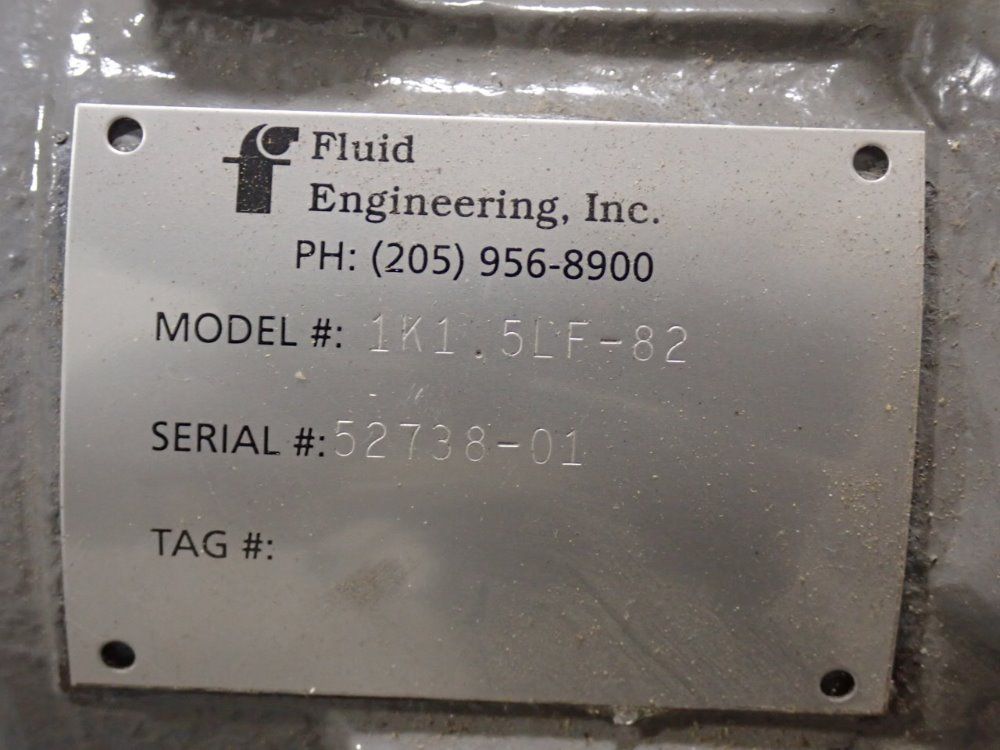 Fluid
Engineering, Inc.
PH: (205) 956-8900
MODEL #: 1K1.5LF-82
SERIAL #: 52738-01
TAG #: